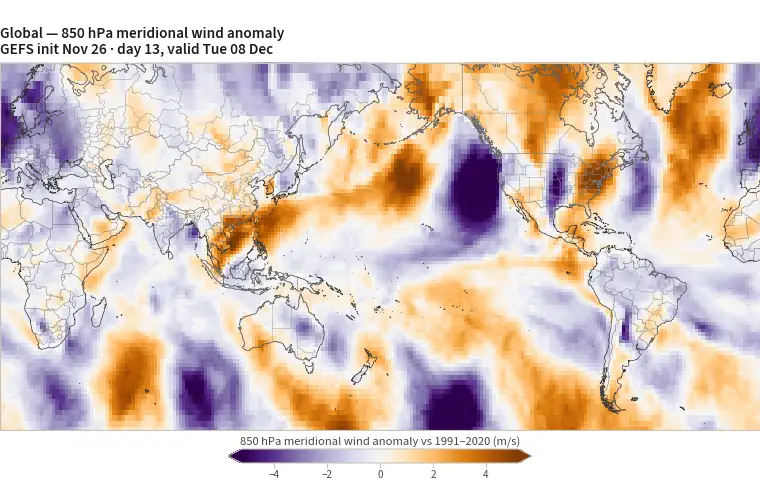 Global — 850 hPa meridional wind anomaly
GEFS init Nov 26 · day 13, valid Tue 08 Dec
850 hPa meridional wind anomaly vs 1991–2020 (m/s)
−4 −2 0 2 4